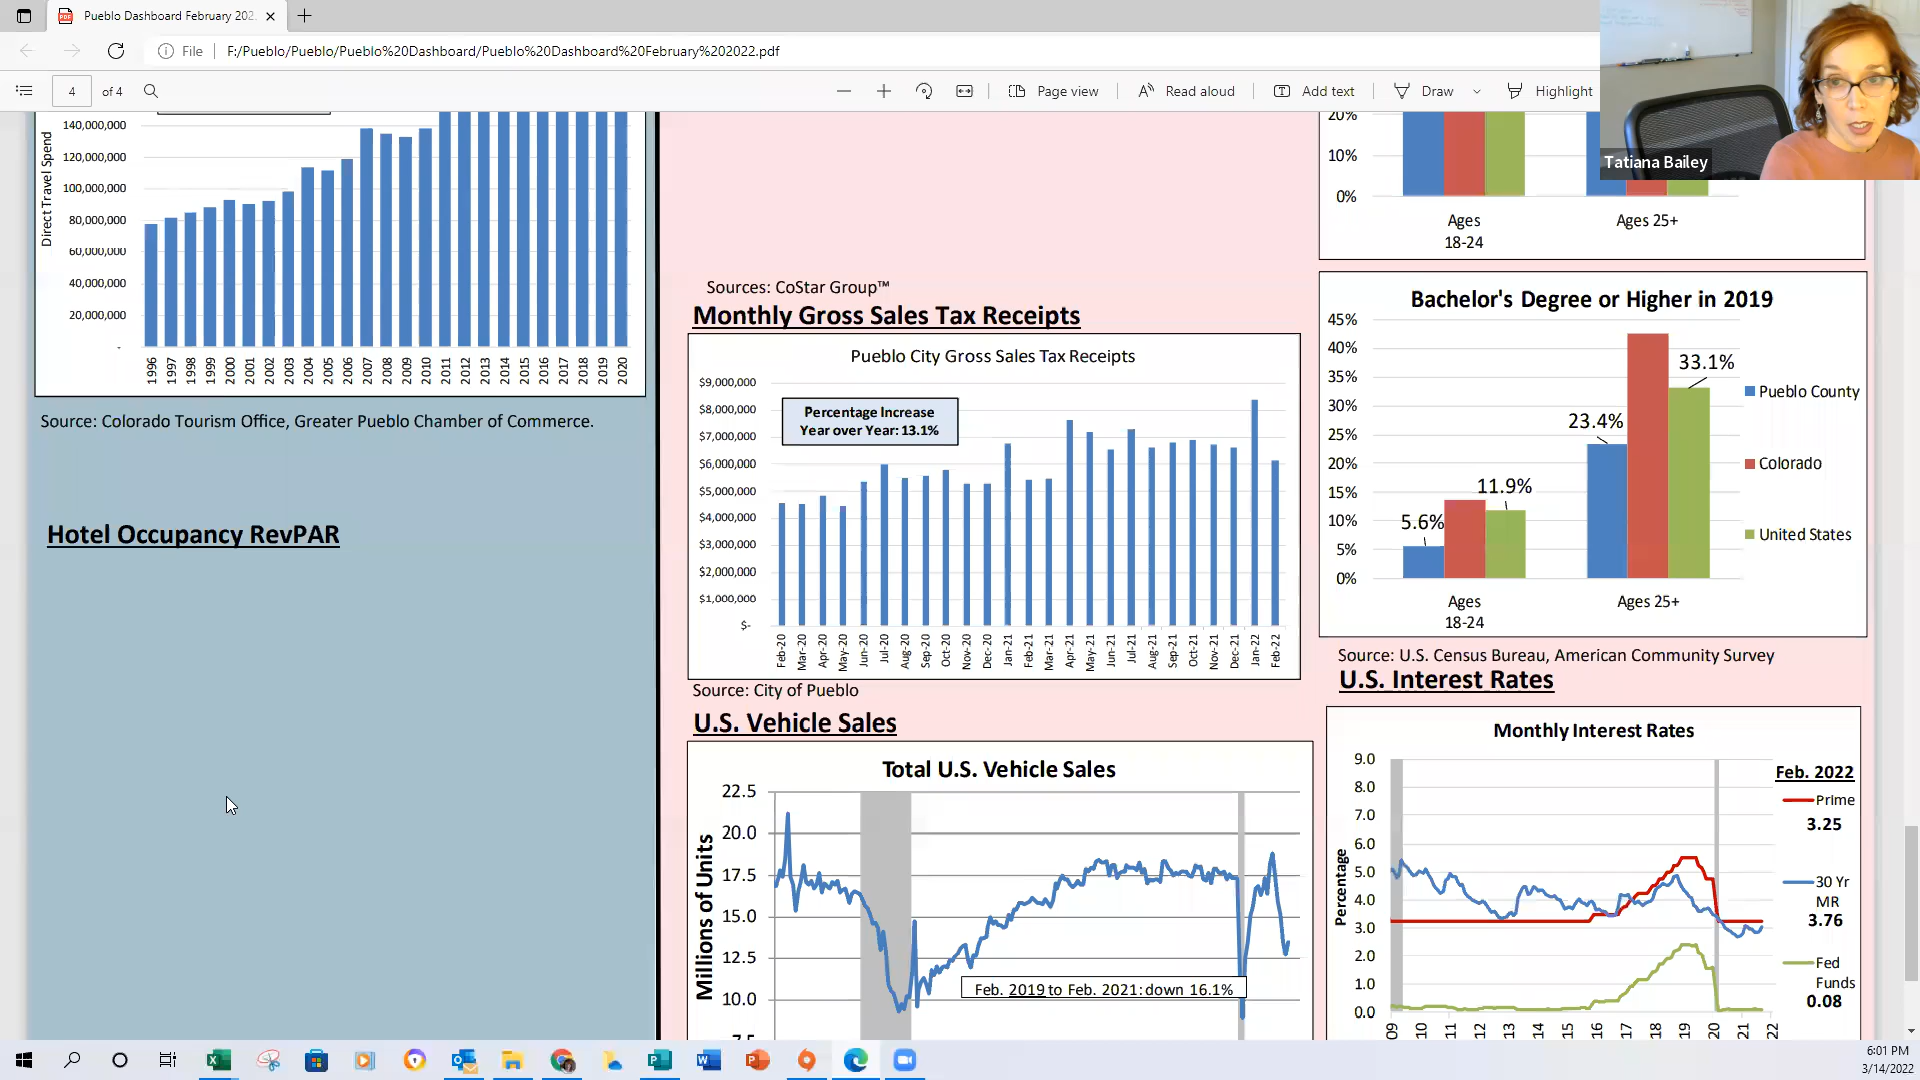 Pueblo Dashboard February 202
File
F:/Pueblo/Pueblo/Pueblo%20Dashboard/Pueblo%20Dashboard%20February%202022.pdf
4 of 4
Page view
Read aloud
Add text
Draw
Highlight
Tatiana Bailey
Direct Travel Spend
140,000,000
120,000,000
100,000,000
80,000,000
60,000,000
40,000,000
20,000,000
-
1996 1997 1998 1999 2000 2001 2002 2003 2004 2005 2006 2007 2008 2009 2010 2011 2012 2013 2014 2015 2016 2017 2018 2019 2020
Source: Colorado Tourism Office, Greater Pueblo Chamber of Commerce.
Hotel Occupancy RevPAR
Sources: CoStar Group™
Monthly Gross Sales Tax Receipts
Pueblo City Gross Sales Tax Receipts
Percentage Increase
Year over Year: 13.1%
$9,000,000
$8,000,000
$7,000,000
$6,000,000
$5,000,000
$4,000,000
$3,000,000
$2,000,000
$1,000,000
$-
Feb-20 Mar-20 Apr-20 May-20 Jun-20 Jul-20 Aug-20 Sep-20 Oct-20 Nov-20 Dec-20 Jan-21 Feb-21 Mar-21 Apr-21 May-21 Jun-21 Jul-21 Aug-21 Sep-21 Oct-21 Nov-21 Dec-21 Jan-22 Feb-22
Source: City of Pueblo
U.S. Vehicle Sales
Total U.S. Vehicle Sales
Millions of Units
22.5
20.0
17.5
15.0
12.5
10.0
7.5
Feb. 2019 to Feb. 2021: down 16.1%
20%
10%
0%
Ages
18-24
Ages 25+
Bachelor's Degree or Higher in 2019
45%
40%
35%
30%
25%
20%
15%
10%
5%
0%
5.6%
11.9%
23.4%
33.1%
Pueblo County
Colorado
United States
Ages
18-24
Ages 25+
Source: U.S. Census Bureau, American Community Survey
U.S. Interest Rates
Monthly Interest Rates
Percentage
9.0
8.0
7.0
6.0
5.0
4.0
3.0
2.0
1.0
0.0
09 10 11 12 13 14 15 16 17 18 19 20 21 22
Feb. 2022
Prime
3.25
30 Yr
MR
3.76
Fed
Funds
0.08
6:01 PM
3/14/2022